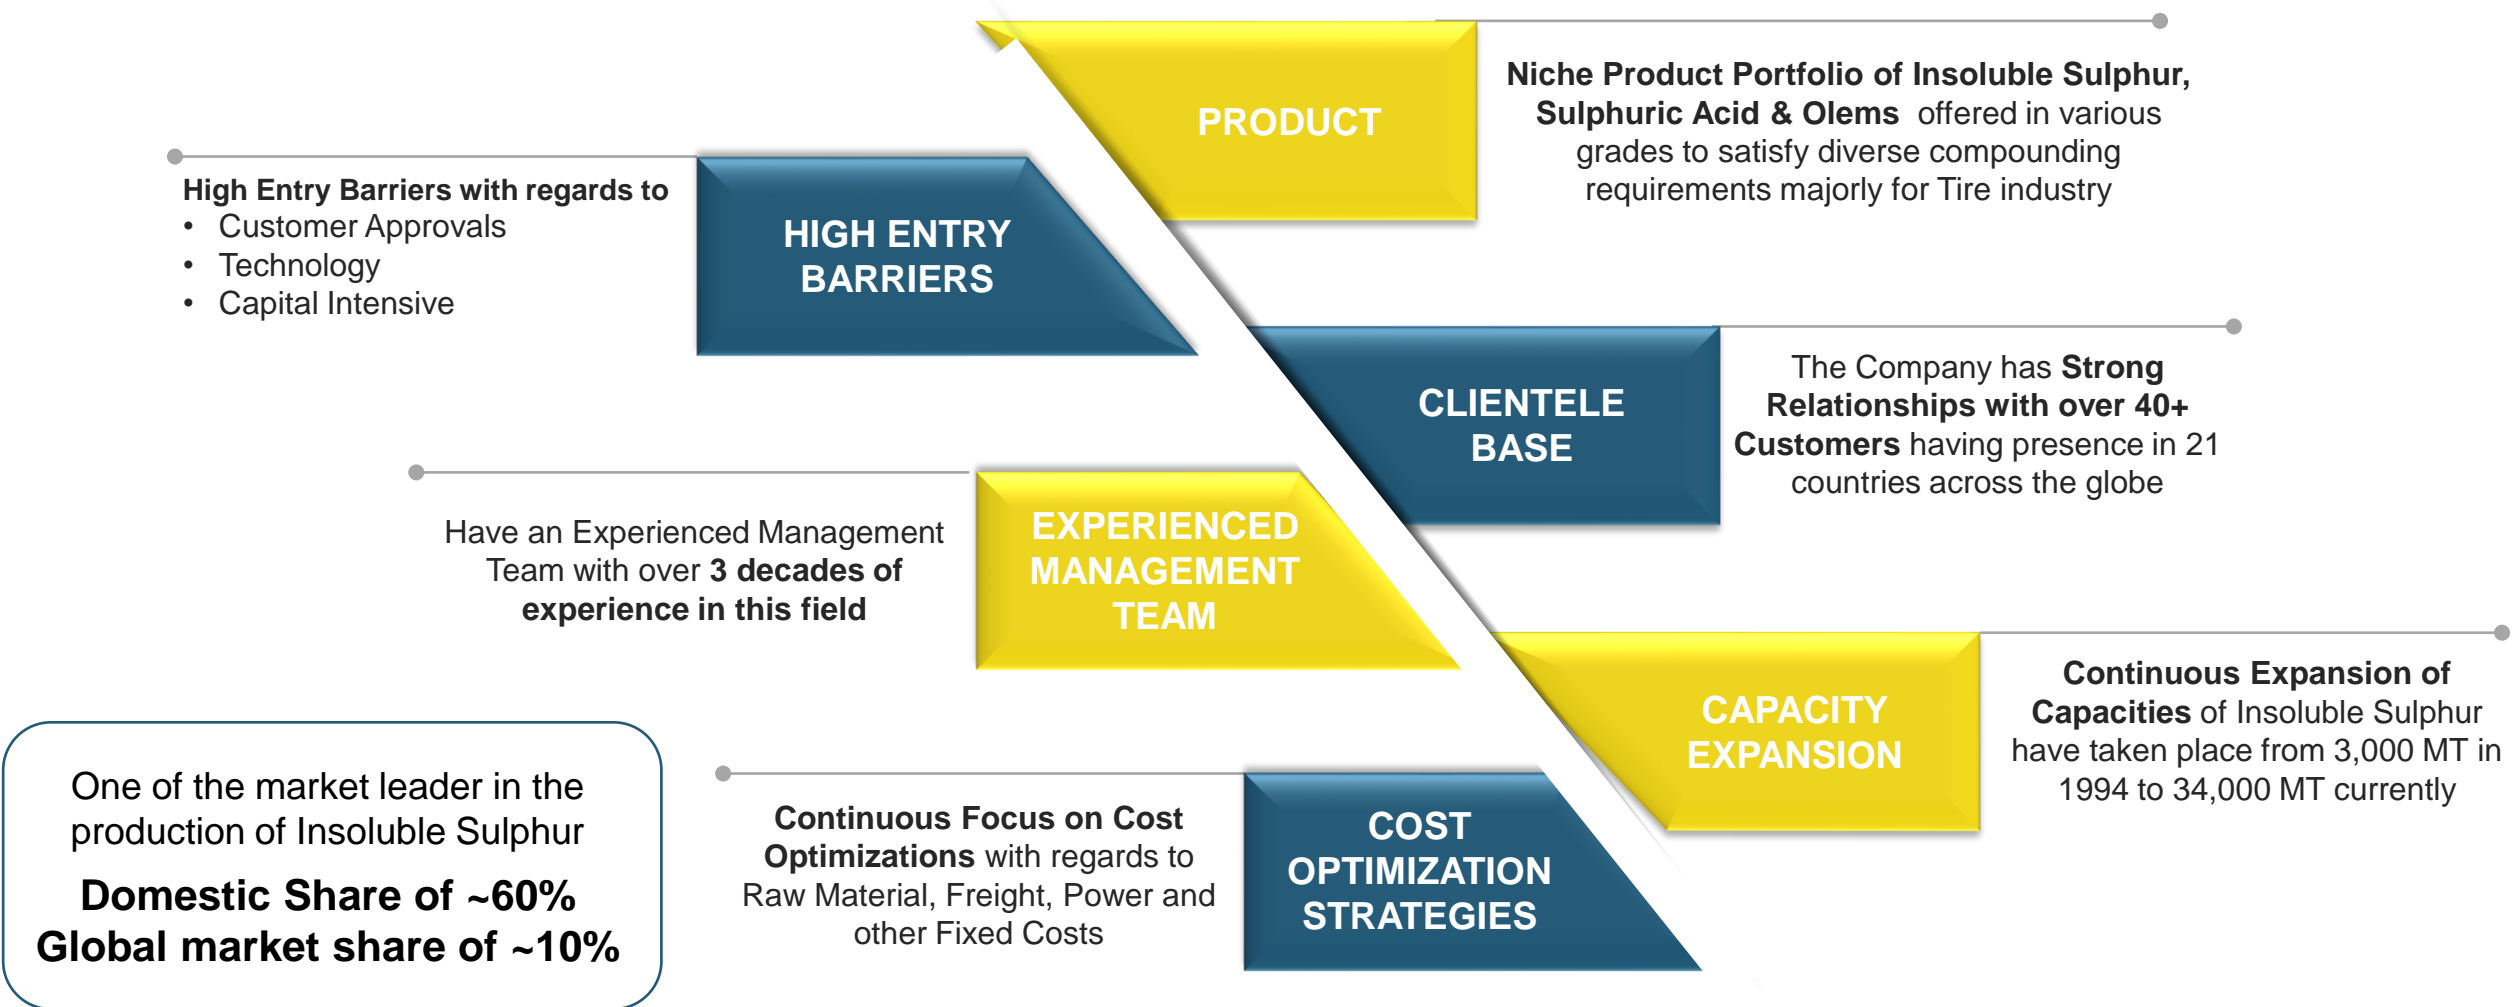 PRODUCT
Niche Product Portfolio of Insoluble Sulphur,
Sulphuric Acid & Olems offered in various
grades to satisfy diverse compounding
requirements majorly for Tire industry
High Entry Barriers with regards to
• Customer Approvals
• Technology
• Capital Intensive
HIGH ENTRY
BARRIERS
CLIENTELE
BASE
The Company has Strong
Relationships with over 40+
Customers having presence in 21
countries across the globe
Have an Experienced Management
Team with over 3 decades of
experience in this field
EXPERIENCED
MANAGEMENT
TEAM
CAPACITY
EXPANSION
Continuous Expansion of
Capacities of Insoluble Sulphur
have taken place from 3,000 MT in
1994 to 34,000 MT currently
Continuous Focus on Cost
Optimizations with regards to
Raw Material, Freight, Power and
other Fixed Costs
COST
OPTIMIZATION
STRATEGIES
One of the market leader in the
production of Insoluble Sulphur
Domestic Share of ~60%
Global market share of ~10%